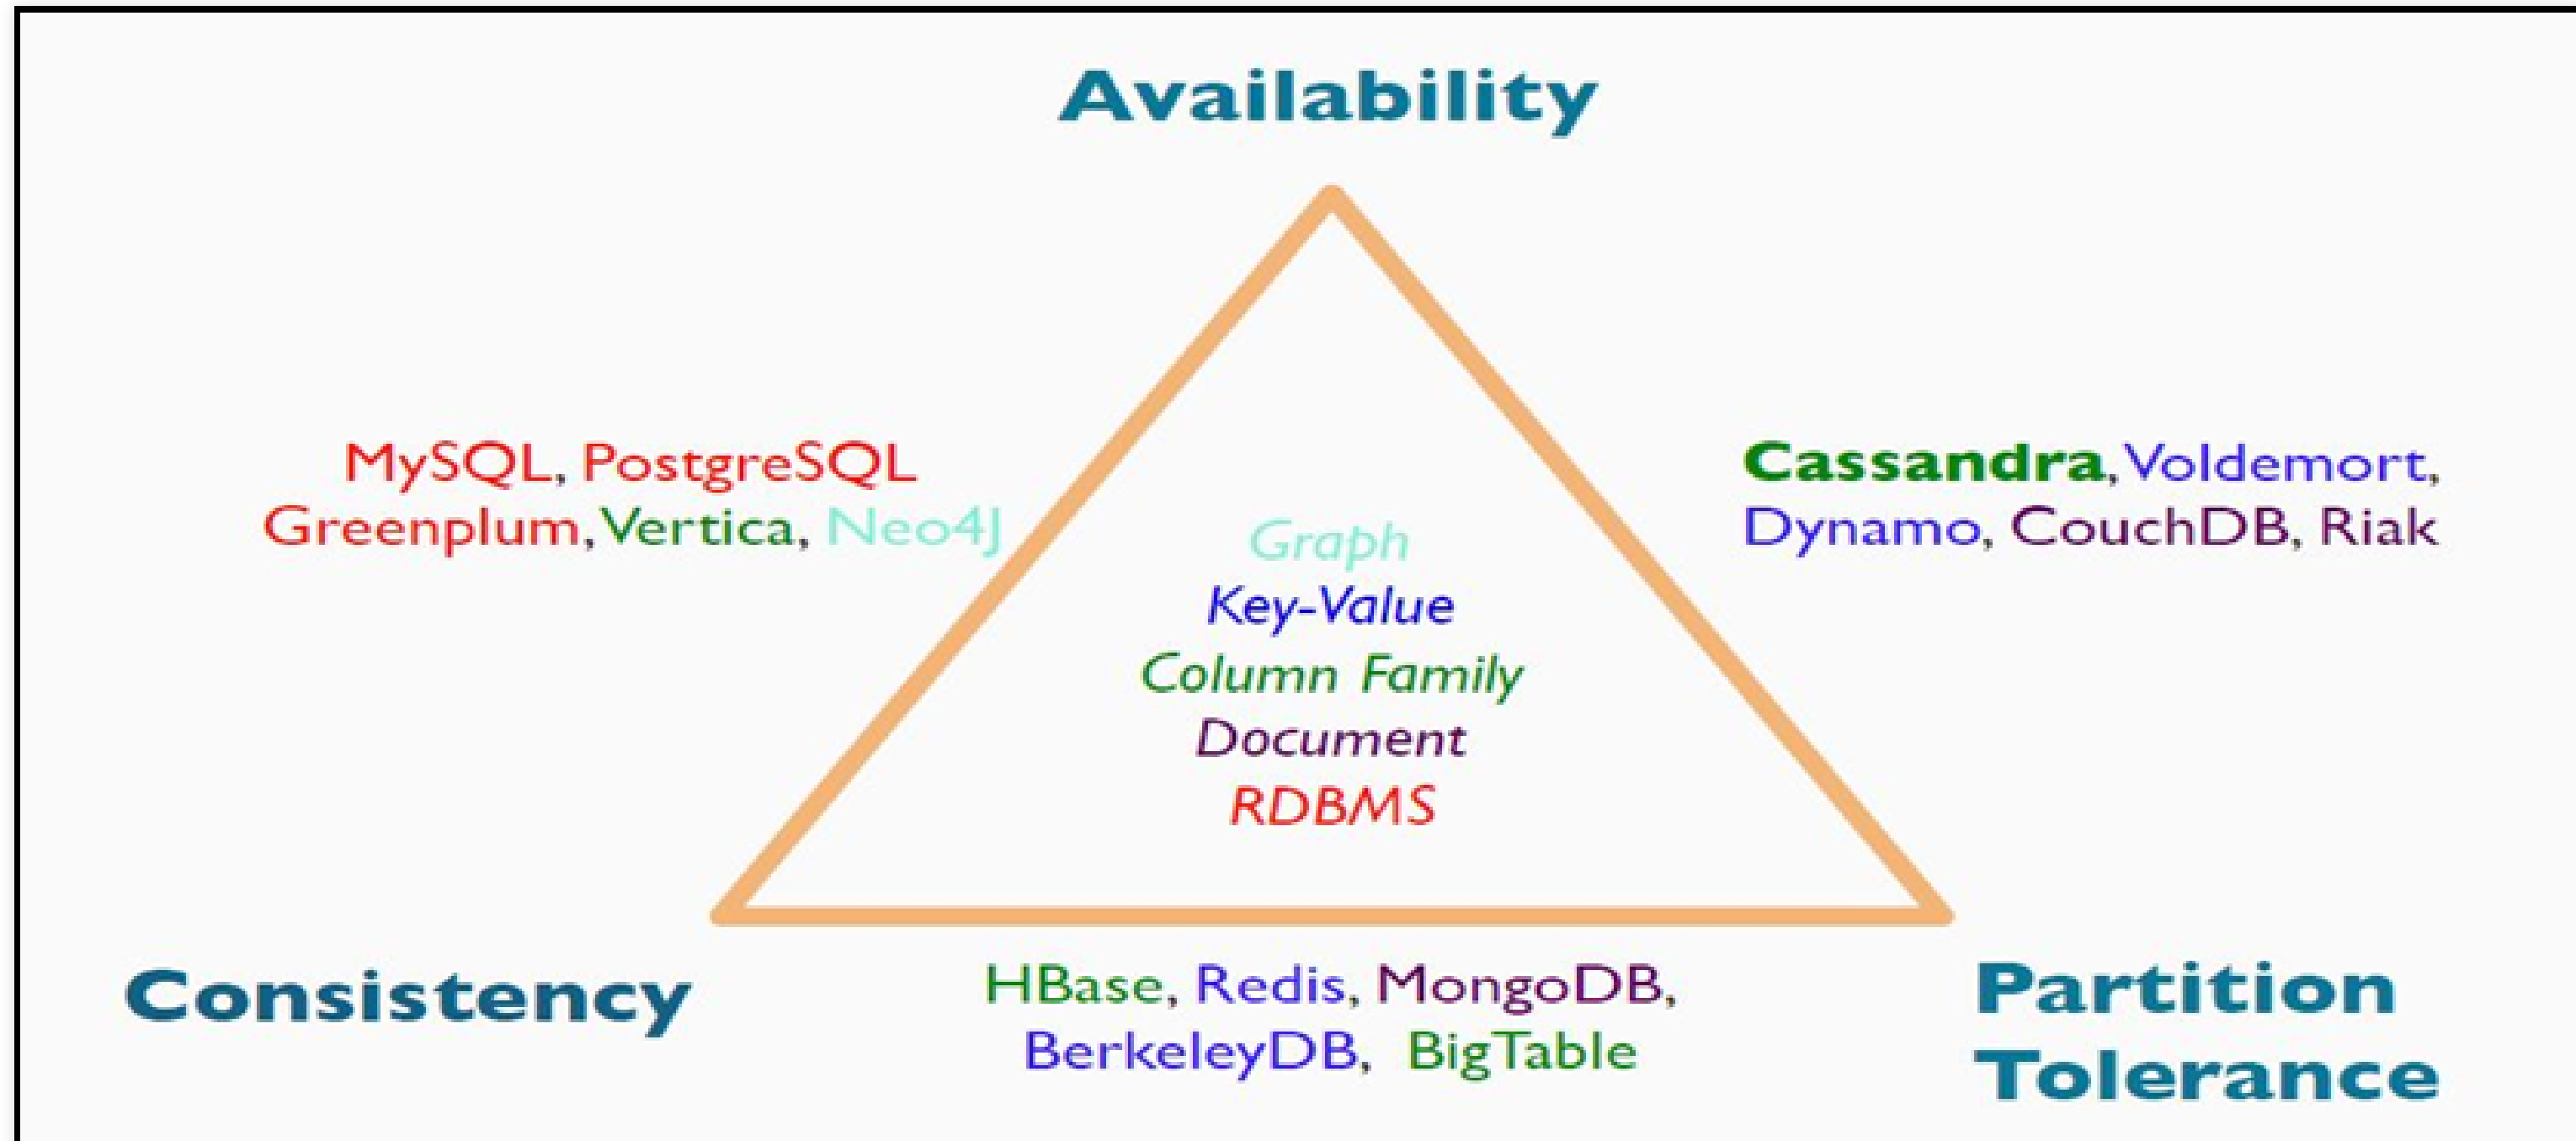 Availability
MySQL, PostgreSQL
Greenplum, Vertica, Neo4J
Cassandra, Voldemort,
Dynamo, CouchDB, Riak
Graph
Key-Value
Column Family
Document
RDBMS
Consistency
HBase, Redis, MongoDB,
BerkeleyDB, BigTable
Partition
Tolerance